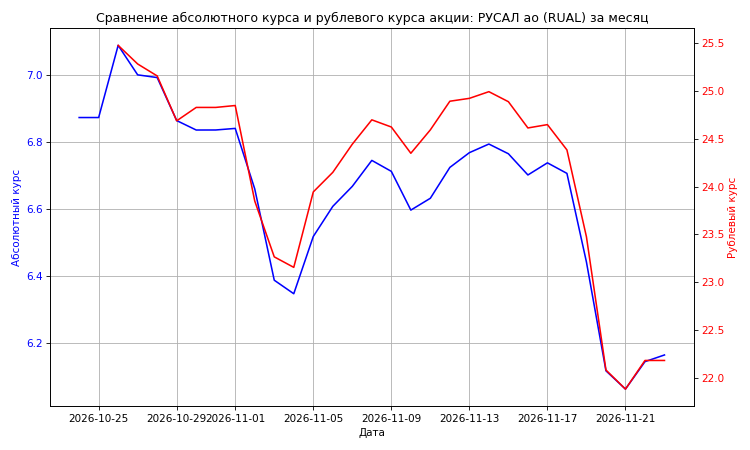 Сравнение абсолютного курса и рублевого курса акции: РУСАЛ ао (RUAL) за месяц
Абсолютный курс
7.0
6.8
6.6
6.4
6.2
25.5
25.0
24.5
24.0
23.5
23.0
22.5
22.0
Рублевый курс
2026-10-25 2026-10-29 2026-11-01 2026-11-05 2026-11-09 2026-11-13 2026-11-17 2026-11-21
Дата